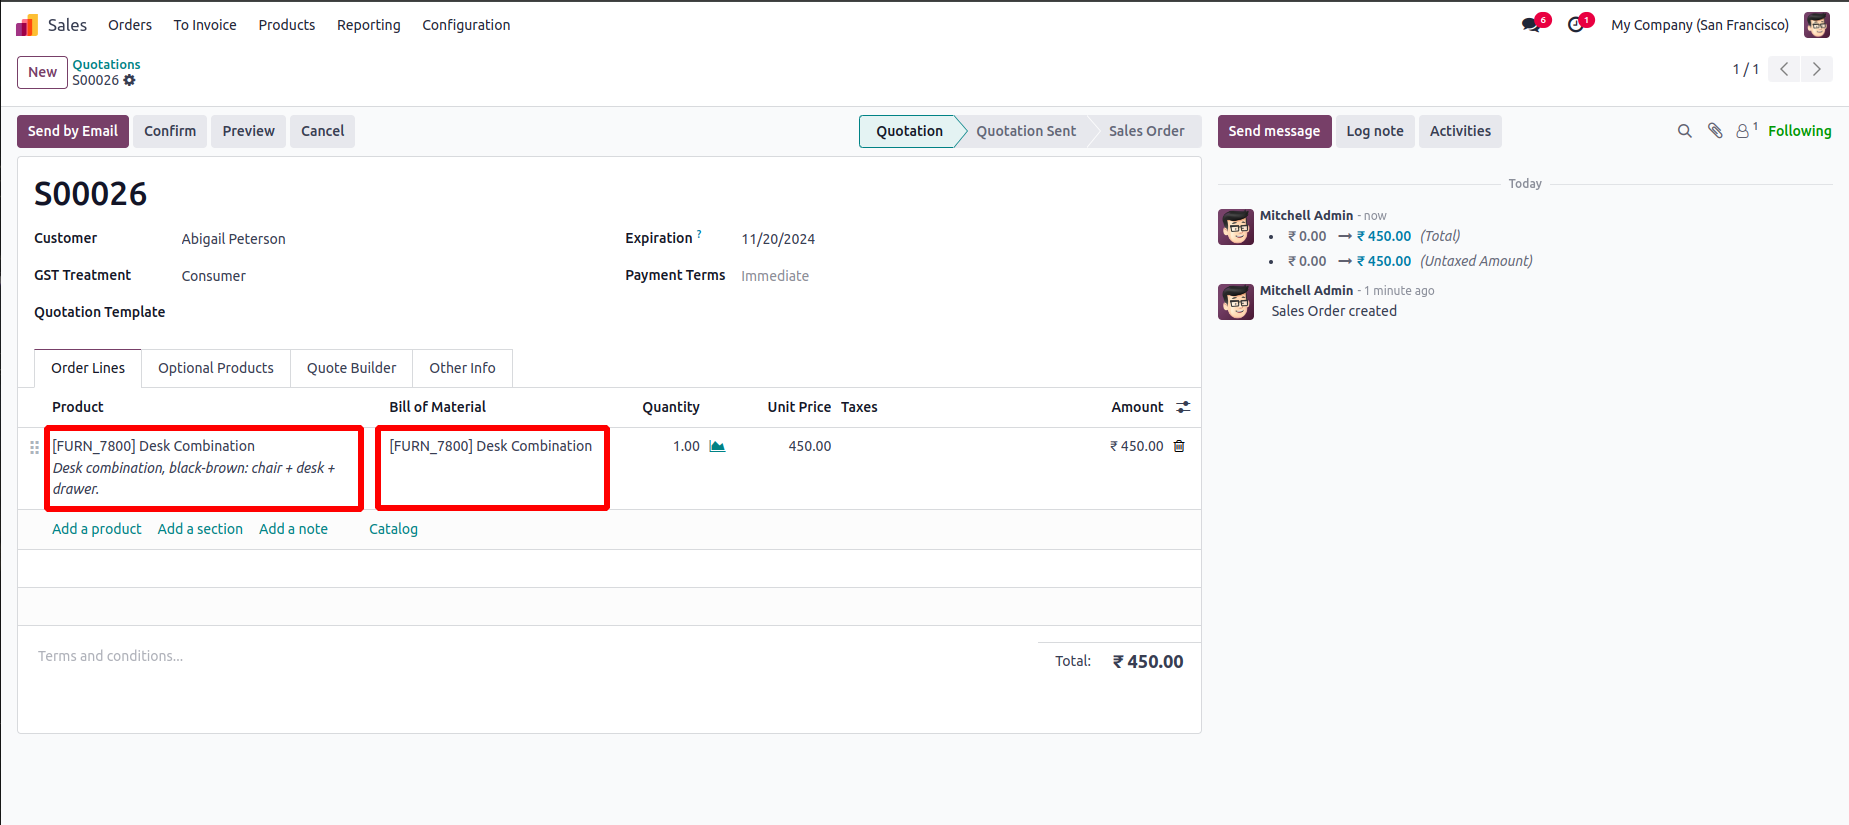 Sales Orders To Invoice Products Reporting Configuration 6 1 My Company (San Francisco)
New Quotations
S00026
1 / 1
Send by Email Confirm Preview Cancel Quotation Quotation Sent Sales Order Send message Log note Activities 1 Following
Today
S00026
Customer Abigail Peterson Expiration ? 11/20/2024
GST Treatment Consumer Payment Terms Immediate
Quotation Template
Mitchell Admin - now
• ₹ 0.00 → ₹ 450.00 (Total)
• ₹ 0.00 → ₹ 450.00 (Untaxed Amount)
Mitchell Admin - 1 minute ago
Sales Order created
Order Lines Optional Products Quote Builder Other Info
Product Bill of Material Quantity Unit Price Taxes Amount
[FURN_7800] Desk Combination [FURN_7800] Desk Combination 1.00 450.00 ₹ 450.00
Desk combination, black-brown: chair + desk +
drawer.
Add a product Add a section Add a note Catalog
Terms and conditions...
Total: ₹ 450.00